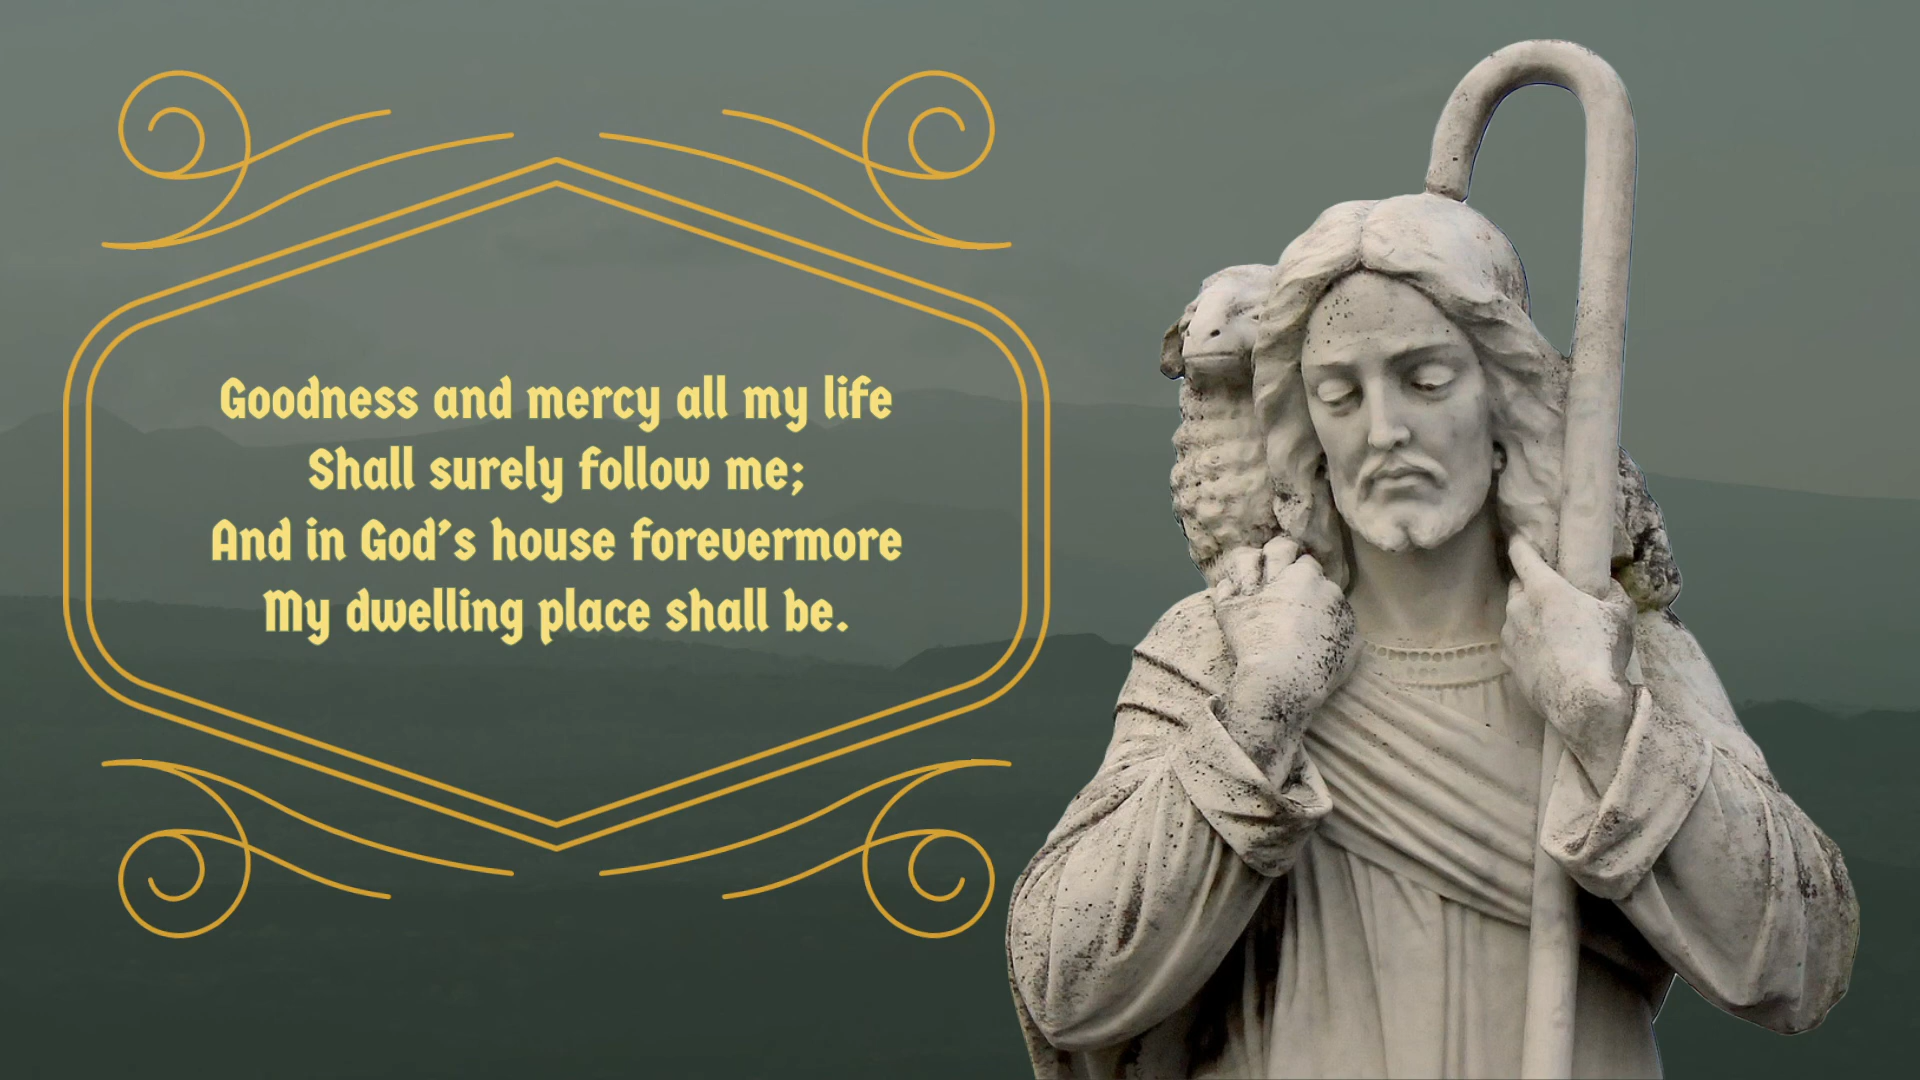 Goodness and mercy all my life
Shall surely follow me;
And in God's house forevermore
My dwelling place shall be.